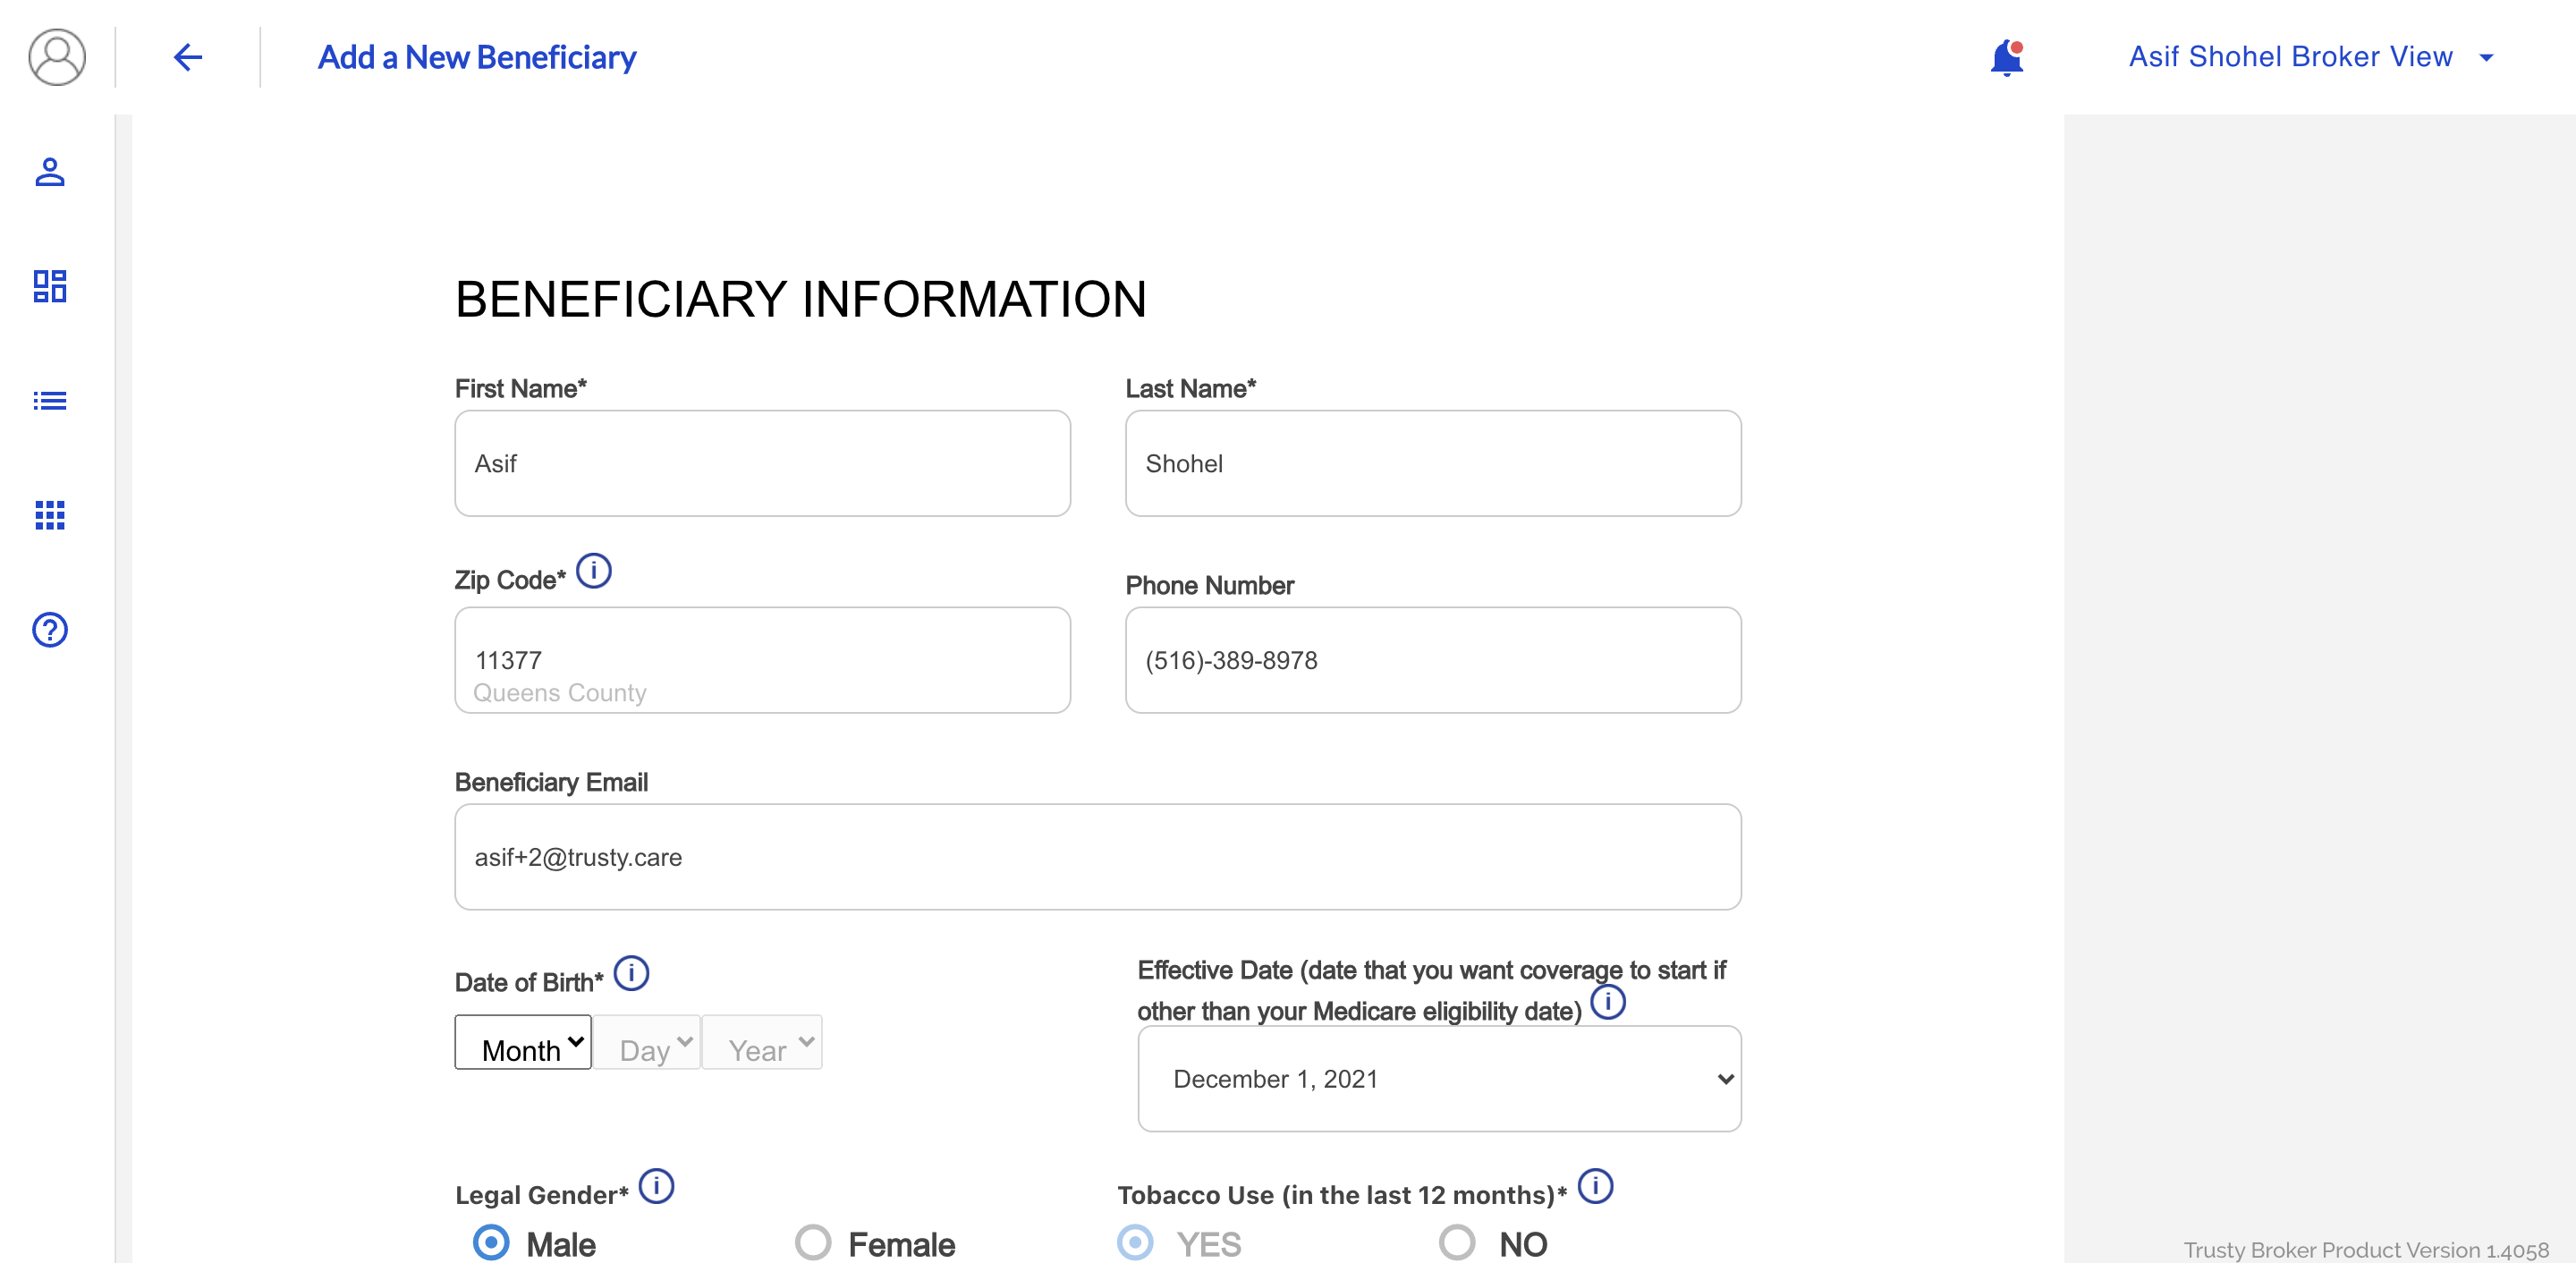 Add a New Beneficiary
Asif Shohel Broker View
BENEFICIARY INFORMATION
First Name*
Last Name*
Asif
Shohel
Zip Code* i
Phone Number
11377
Queens County
(516)-389-8978
Beneficiary Email
asif+2@trusty.care
Date of Birth* i
Effective Date (date that you want coverage to start if
other than your Medicare eligibility date) i
Month
Day
Year
December 1, 2021
Legal Gender* i
Tobacco Use (in the last 12 months)* i
Male
Female
YES
NO
Trusty Broker Product Version 1.4058